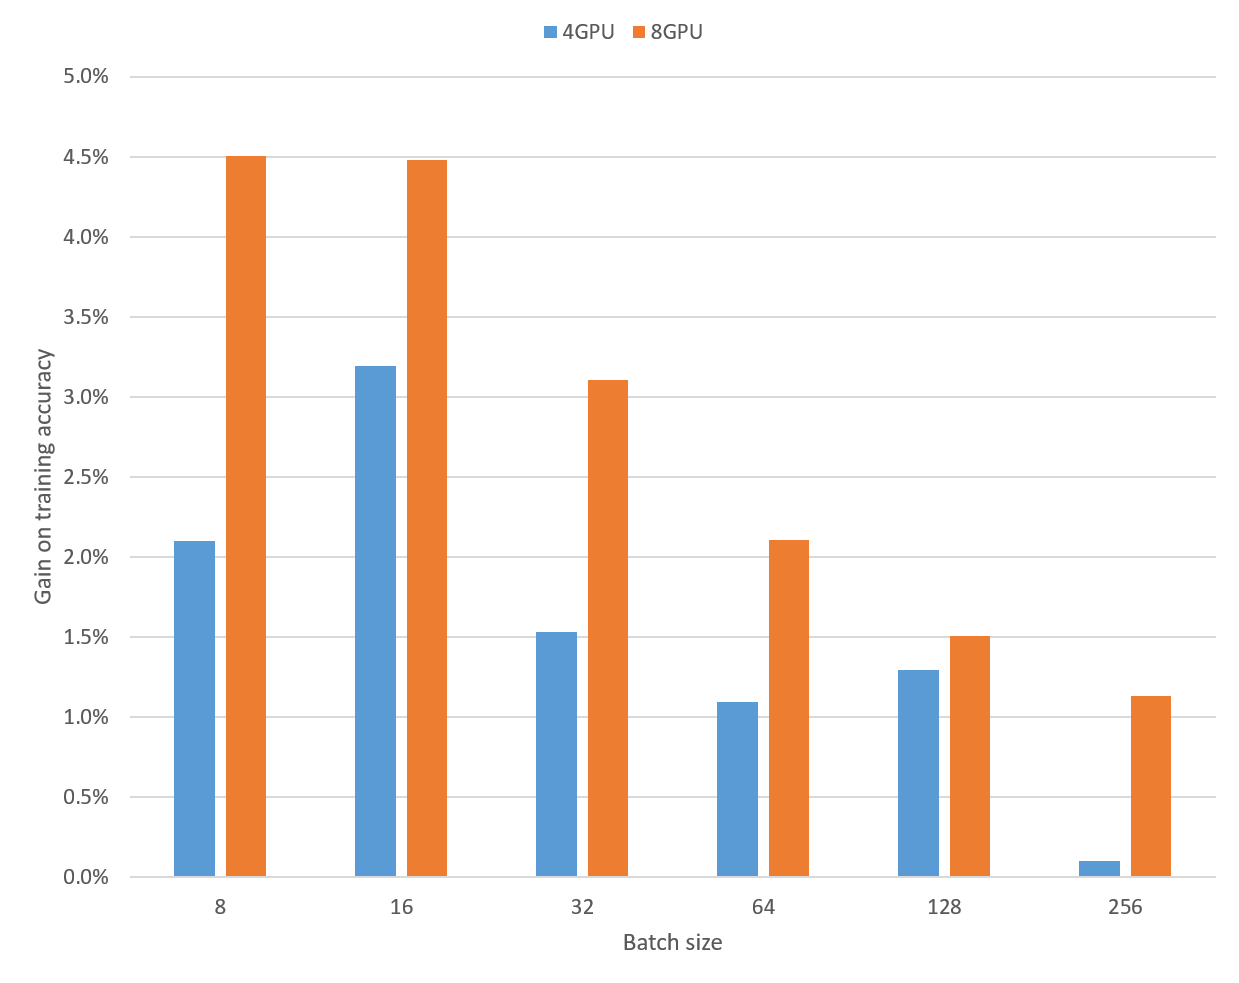 4GPU 8GPU
5.0%
4.5%
4.0%
3.5%
3.0%
2.5%
2.0%
1.5%
1.0%
0.5%
0.0%
Gain on training accuracy
8 16 32 64 128 256
Batch size